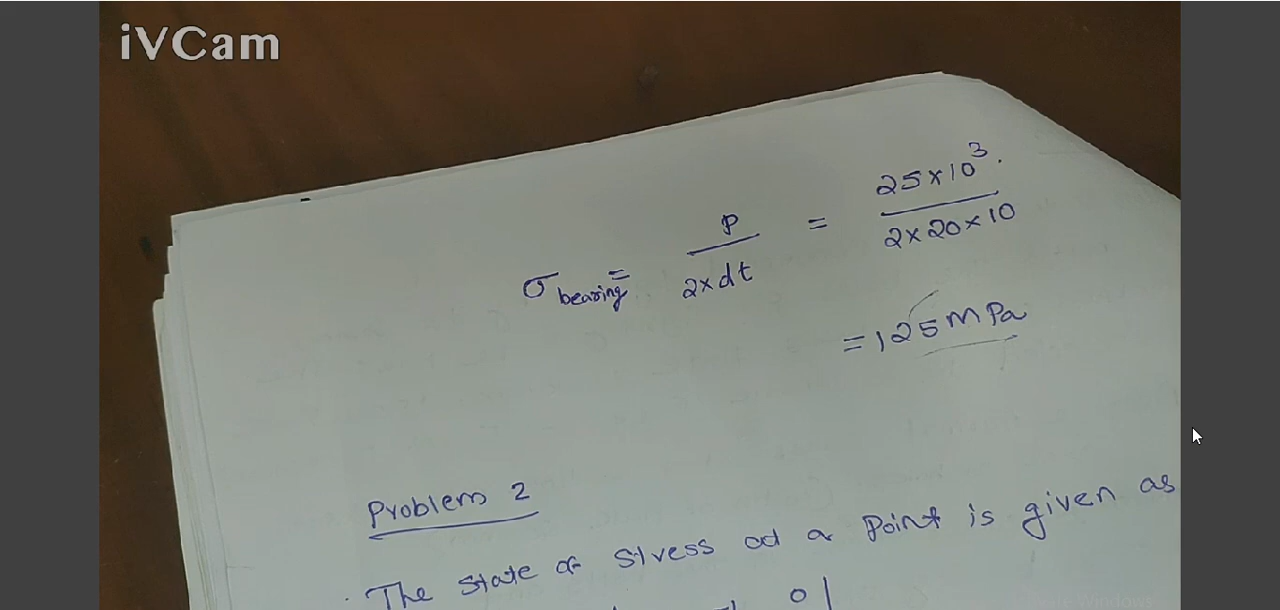 iVCam
σ bearing = P / 2×dt = 25×10³ / 2×20×10
= 125 MPa
Problem 2
The state of stress at a point is given as
0